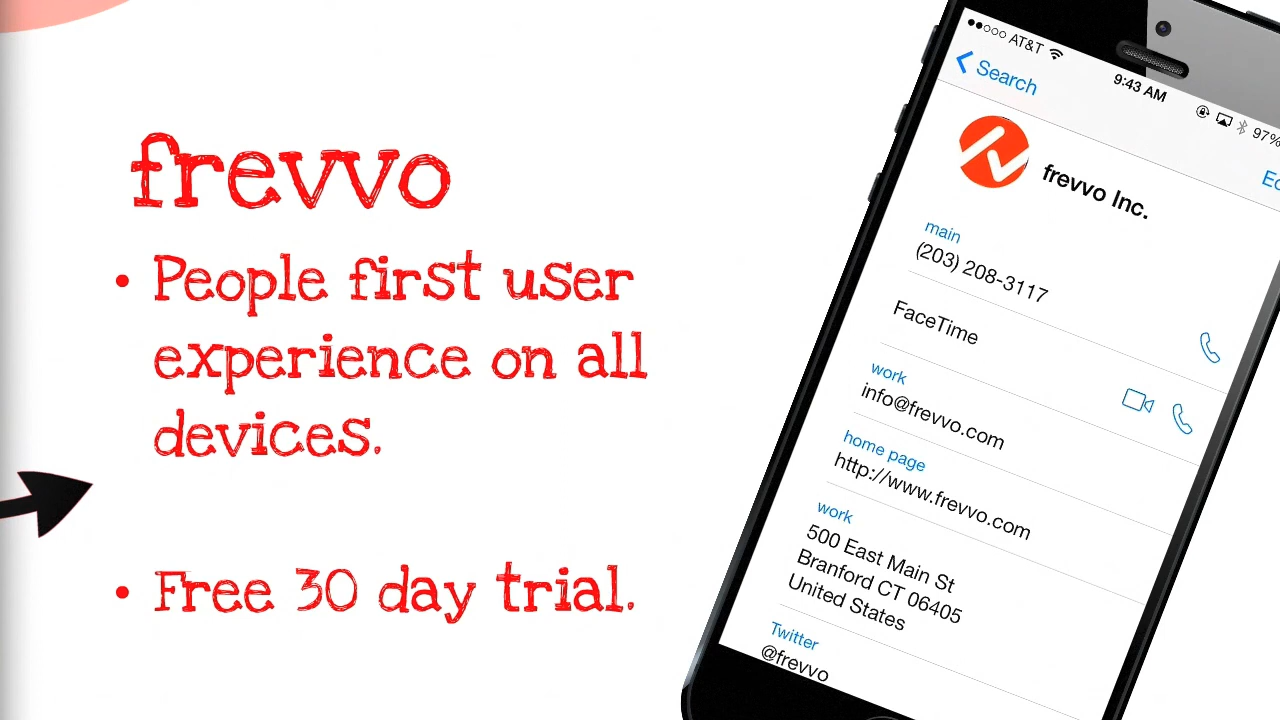 frevvo
• People first user
experience on all
devices.
• Free 30 day trial.
AT&T
9:43 AM
97%
Search
frevvo Inc.
main
(203) 208-3117
FaceTime
work
info@frevvo.com
home page
http://www.frevvo.com
work
500 East Main St
Branford CT 06405
United States
Twitter
@frevvo